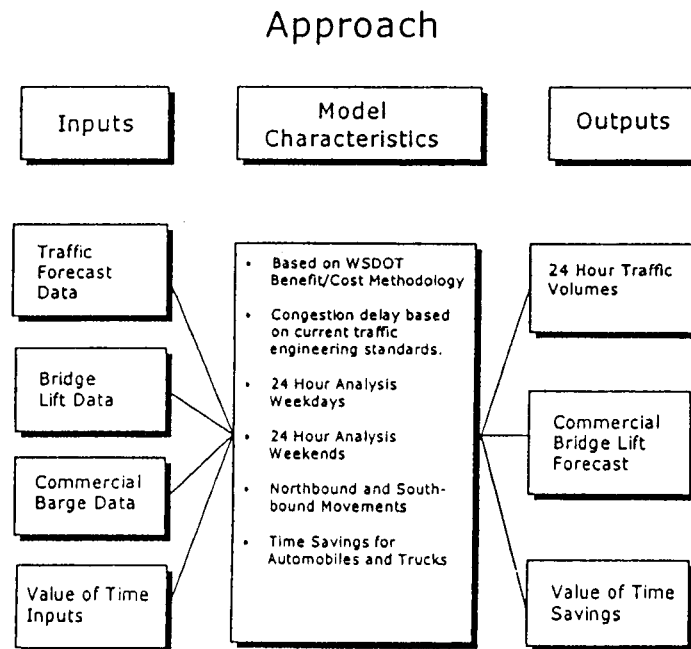 Approach
Inputs
Model
Characteristics
Outputs
Traffic
Forecast
Data
Bridge
Lift Data
Commercial
Barge Data
Value of Time
Inputs
• Based on WSDOT
Benefit/Cost Methodology
• Congestion delay based
on current traffic
engineering standards.
• 24 Hour Analysis
Weekdays
• 24 Hour Analysis
Weekends
• Northbound and South-
bound Movements
• Time Savings for
Automobiles and Trucks
24 Hour Traffic
Volumes
Commercial
Bridge Lift
Forecast
Value of Time
Savings